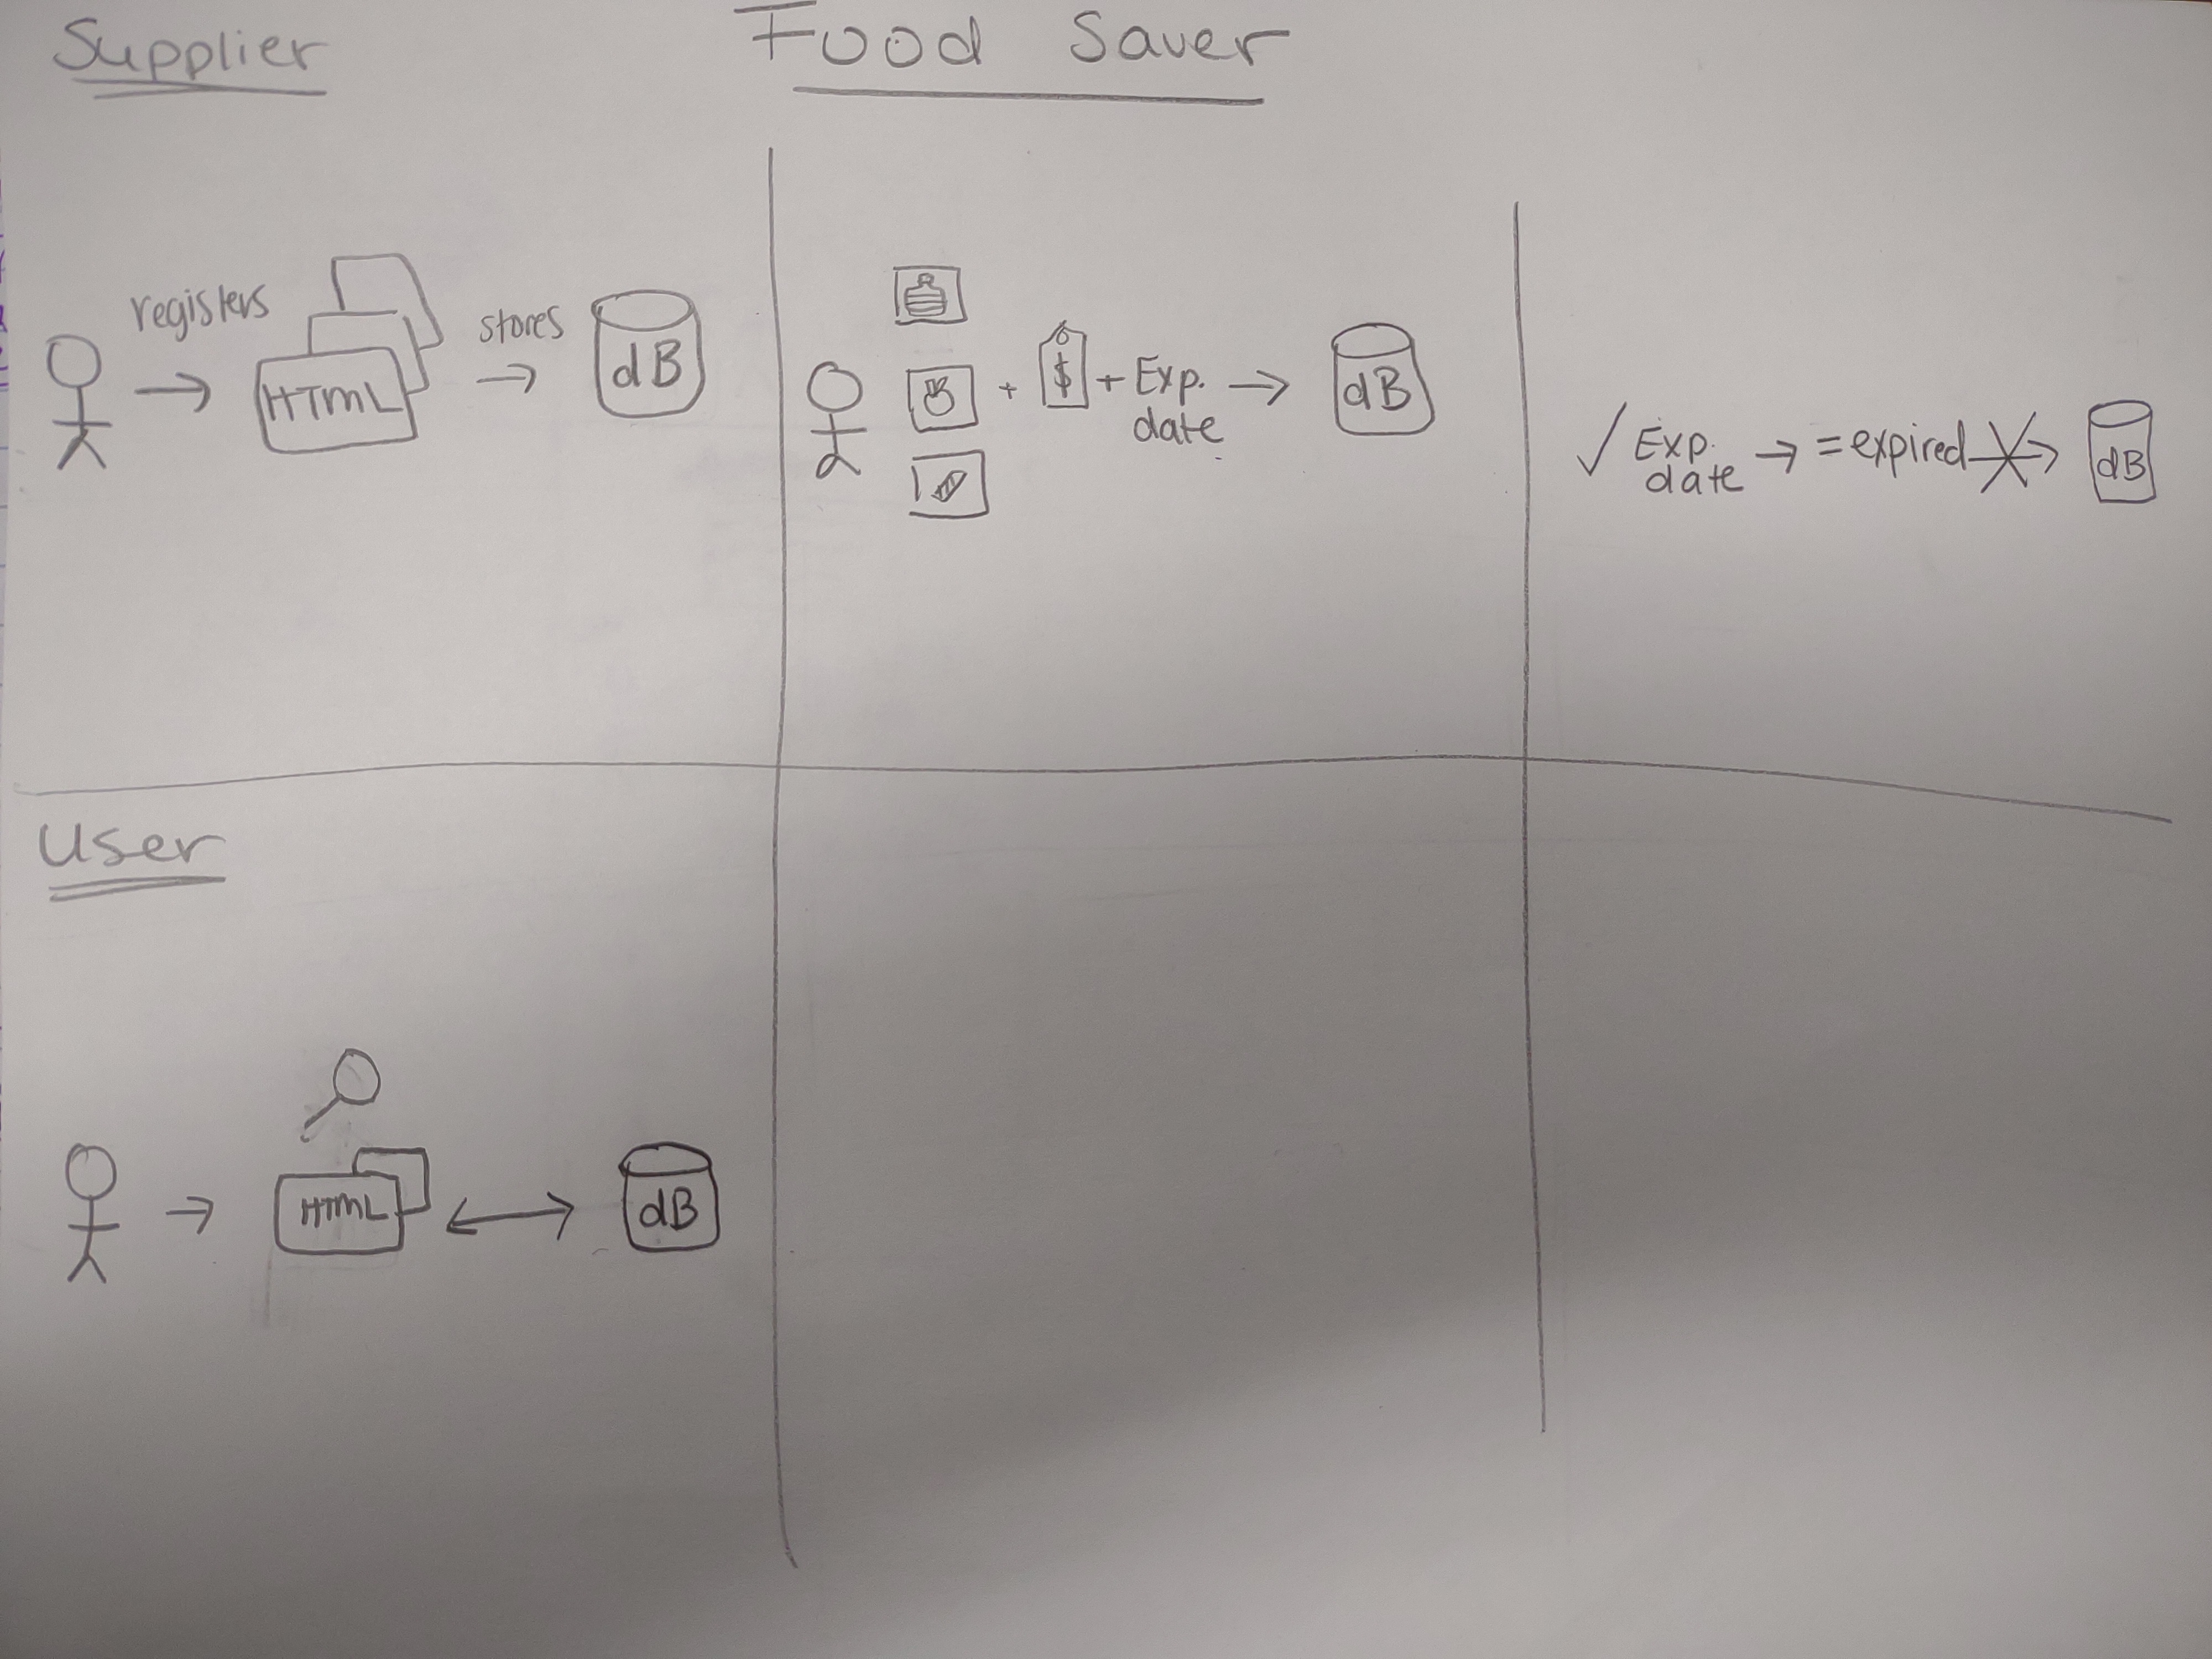 Supplier
Food Saver
registers
HTML
stores
dB
$
+ + Exp.
date
dB
✓ Exp.
date
= expired
dB
User
HTML
dB